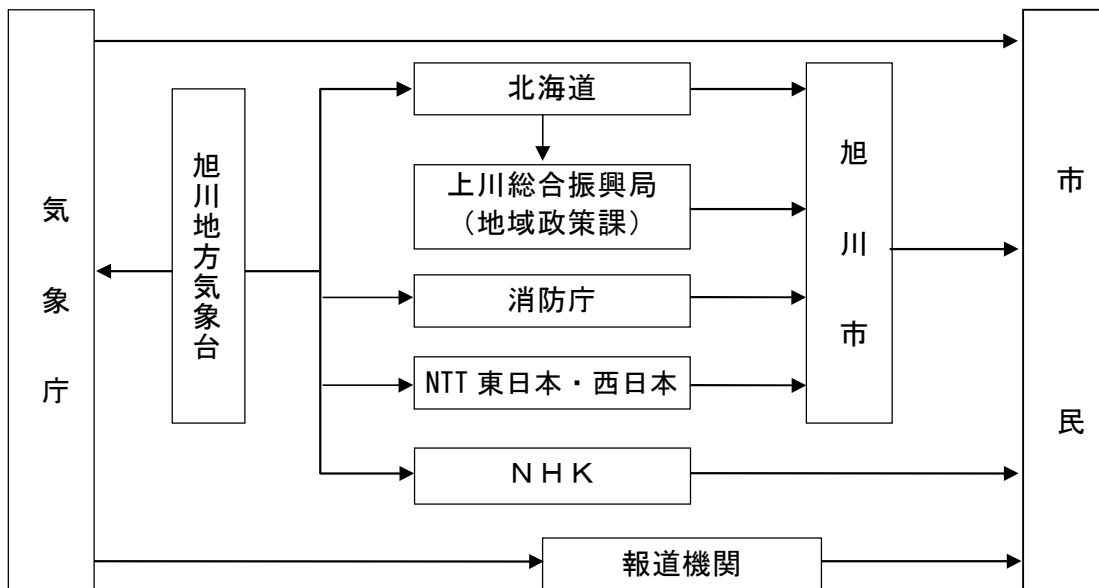 気象庁
旭川地方気象台
北海道
上川総合振興局
（地域政策課）
消防庁
NTT 東日本・西日本
ＮＨＫ
報道機関
旭川市
市民